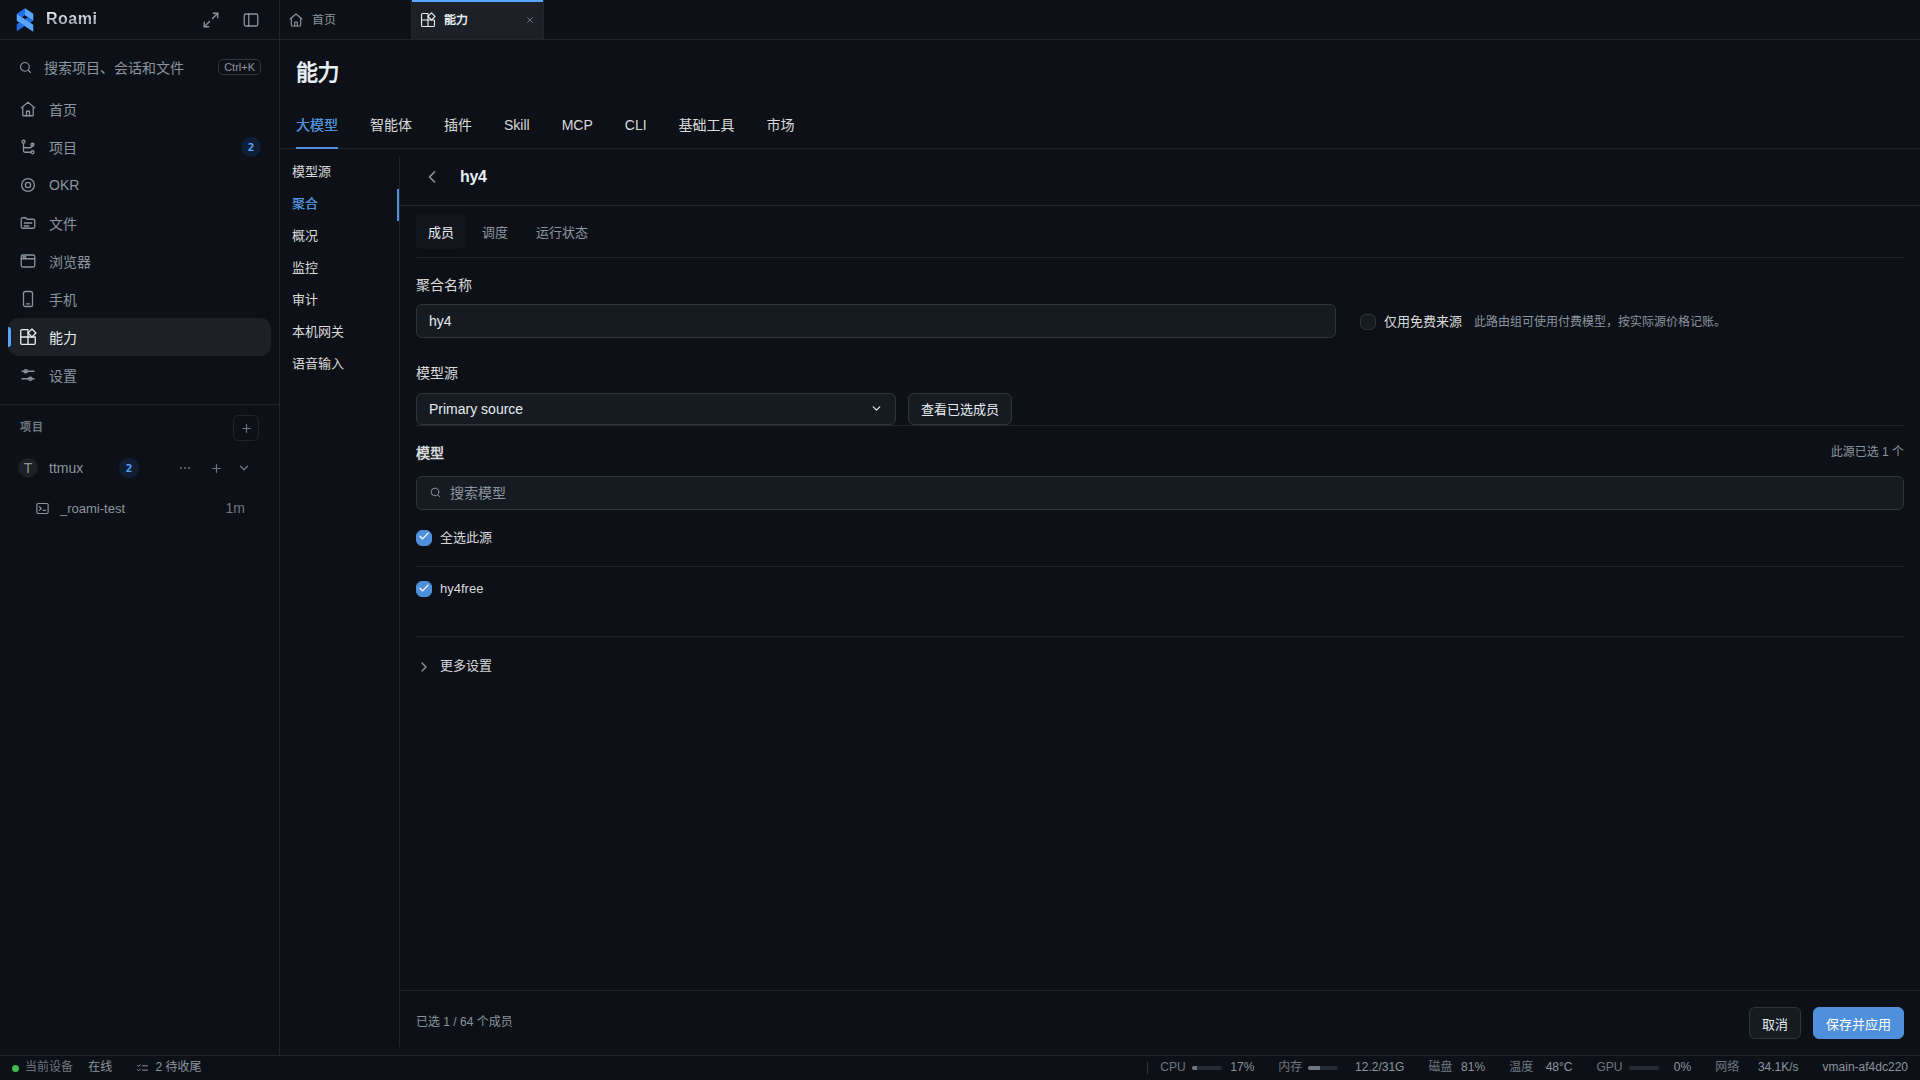 Roami
首页
能力
搜索项目、会话和文件 Ctrl+K
首页
项目 2
OKR
文件
浏览器
手机
能力
设置
项目
T ttmux 2
_roami-test 1m
能力
大模型 智能体 插件 Skill MCP CLI 基础工具 市场
模型源
聚合
概况
监控
审计
本机网关
语音输入
hy4
成员 调度 运行状态
聚合名称
hy4
仅用免费来源 此路由组可使用付费模型，按实际源价格记账。
模型源
Primary source
查看已选成员
模型
此源已选 1 个
搜索模型
全选此源
hy4free
更多设置
已选 1 / 64 个成员
取消
保存并应用
当前设备 在线 2 待收尾
CPU 17% 内存 12.2/31G 磁盘 81% 温度 48°C GPU 0% 网络 34.1K/s vmain-af4dc220